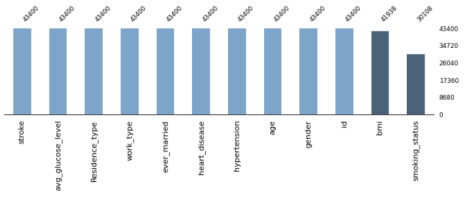 43400 43400 43400 43400 43400 43400 43400 43400 43400 43400 41938 30108
43400
34720
26040
17360
8680
0
stroke
avg_glucose_level
Residence_type
work_type
ever_married
heart_disease
hypertension
age
gender
id
bmi
smoking_status